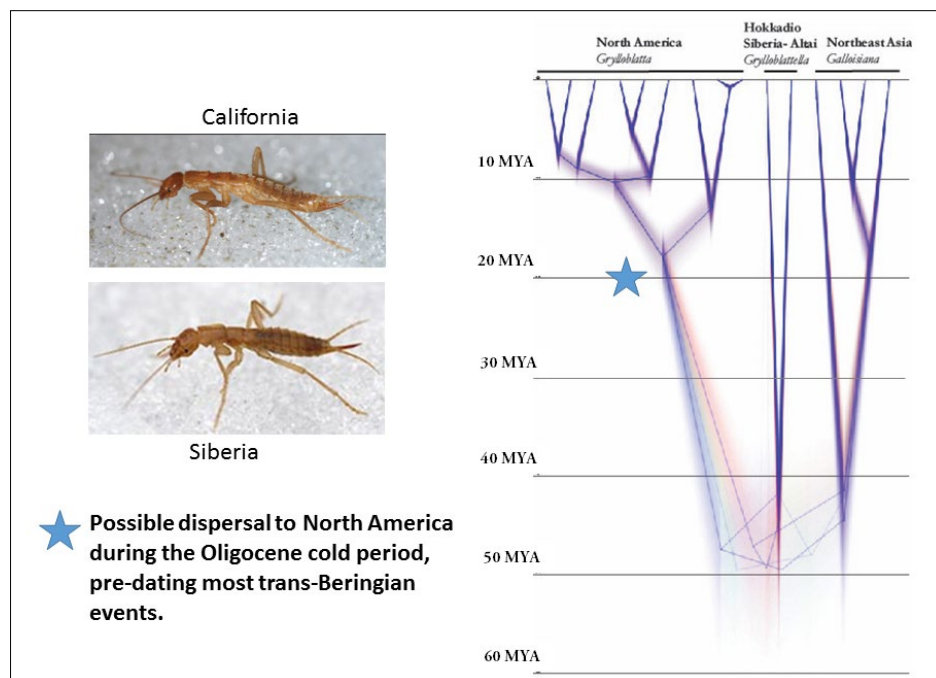 California
Siberia
Possible dispersal to North America
during the Oligocene cold period,
pre-dating most trans-Beringian
events.
North America
Grylloblatta
Hokkadio
Siberia- Altai
Grylloblattella
Northeast Asia
Galloisiana
10 MYA
20 MYA
30 MYA
40 MYA
50 MYA
60 MYA